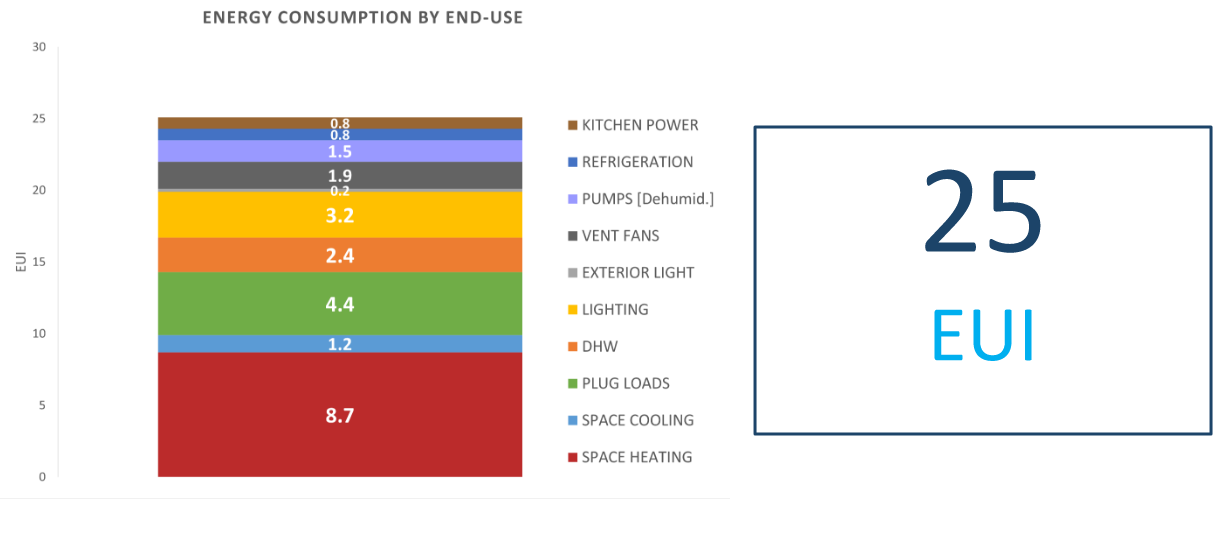 ENERGY CONSUMPTION BY END-USE
30
25
20
15
10
5
0
EUI
0.8
0.8
1.5
1.9
0.2
3.2
2.4
4.4
1.2
8.7
KITCHEN POWER
REFRIGERATION
PUMPS [Dehumid.]
VENT FANS
EXTERIOR LIGHT
LIGHTING
DHW
PLUG LOADS
SPACE COOLING
SPACE HEATING
25
EUI